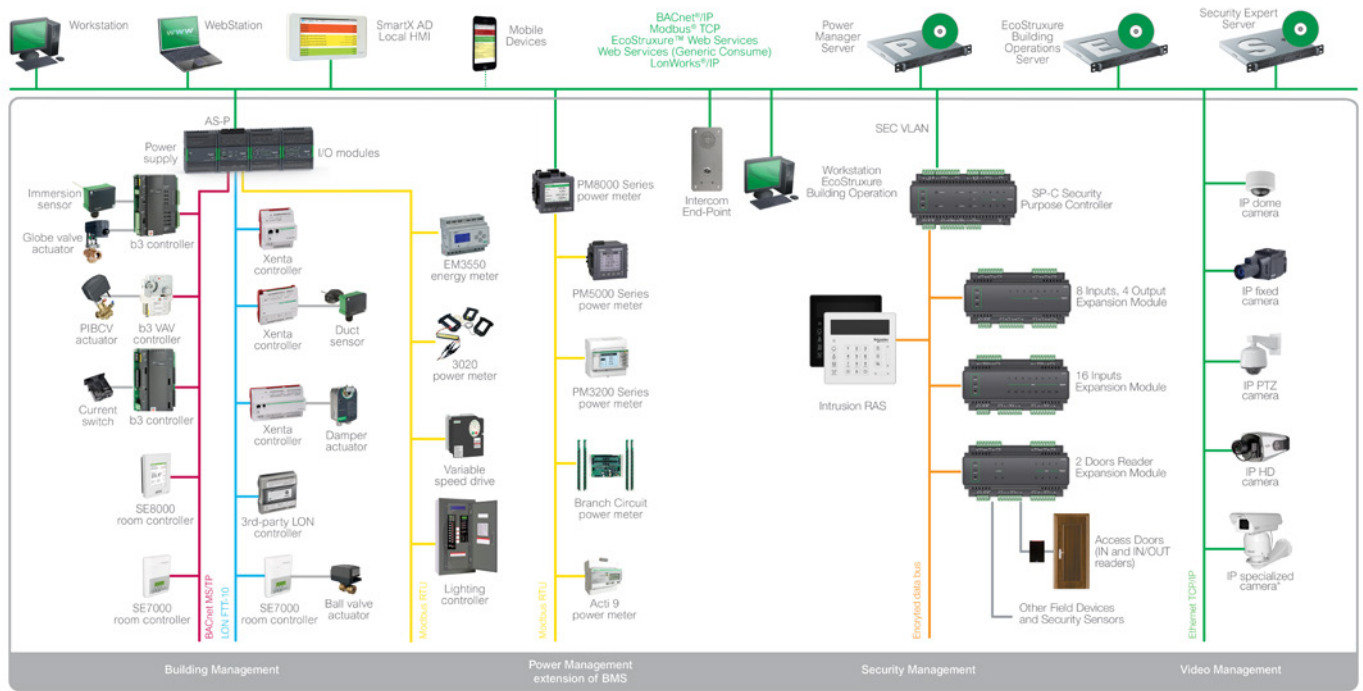 Workstation
WebStation
WWW
SmartX AD
Local HMI
Mobile
Devices
BACnet®/IP
Modbus® TCP
EcoStruxure™ Web Services
Web Services (Generic Consume)
LonWorks®/IP
Power
Manager
Server
P
EcoStruxure
Building
Operations
Server
E
Security Expert
Server
S
AS-P
Power
supply
I/O modules
Immersion
sensor
Globe valve
actuator
b3 controller
PIBCV
actuator
b3 VAV
controller
Current
switch
b3 controller
SE8000
room controller
SE7000
room controller
BACnet MS/TP
LON FTT-10
Xenta
controller
Xenta
controller
Duct
sensor
Xenta
controller
Damper
actuator
3rd-party LON
controller
SE7000
room controller
Ball valve
actuator
Modbus RTU
EM3550
energy meter
3020
power meter
Variable
speed drive
Lighting
controller
Modbus RTU
PM8000 Series
power meter
PM5000 Series
power meter
PM3200 Series
power meter
Branch Circuit
power meter
Acti 9
power meter
Intercom
End-Point
Workstation
EcoStruxure
Building Operation
SEC VLAN
SP-C Security
Purpose Controller
Intrusion RAS
8 Inputs, 4 Output
Expansion Module
16 Inputs
Expansion Module
2 Doors Reader
Expansion Module
Access Doors
(IN and IN/OUT
readers)
Other Field Devices
and Security Sensors
Encryted data bus
Ethernet TCP/IP
IP dome
camera
IP fixed
camera
IP PTZ
camera
IP HD
camera
IP specialized
camera*
Building Management
Power Management
extension of BMS
Security Management
Video Management